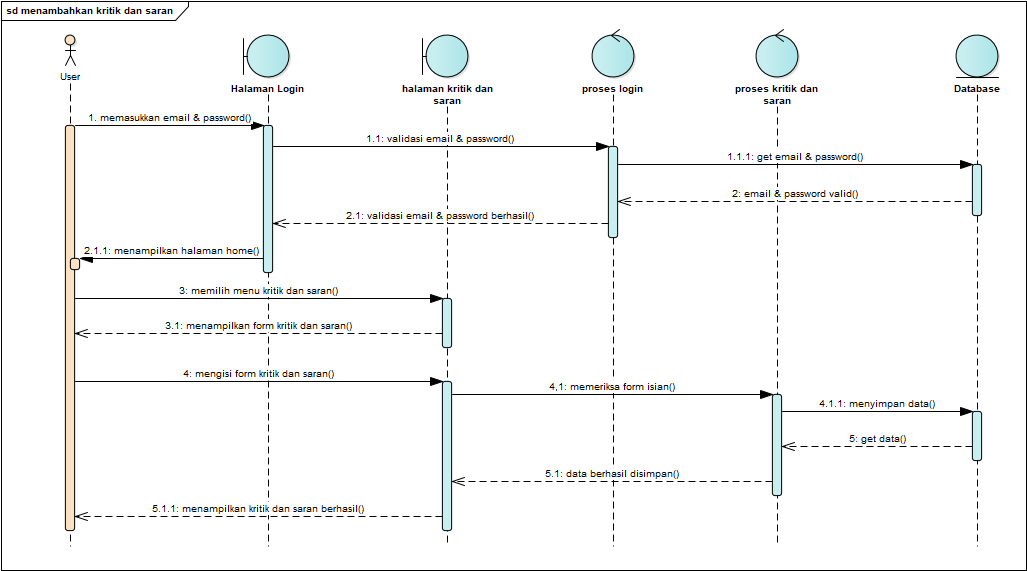 sd menambahkan kritik dan saran
User
Halaman Login
halaman kritik dan
saran
proses login
proses kritik dan
saran
Database
1. memasukkan email & password()
1.1: validasi email & password()
1.1.1: get email & password()
2: email & password valid()
2.1: validasi email & password berhasil()
2.1.1: menampilkan halaman home()
3: memilih menu kritik dan saran()
3.1: menampilkan form kritik dan saran()
4: mengisi form kritik dan saran()
4,1: memeriksa form isian()
4.1.1: menyimpan data()
5: get data()
5.1: data berhasil disimpan()
5.1.1: menampilkan kritik dan saran berhasil()